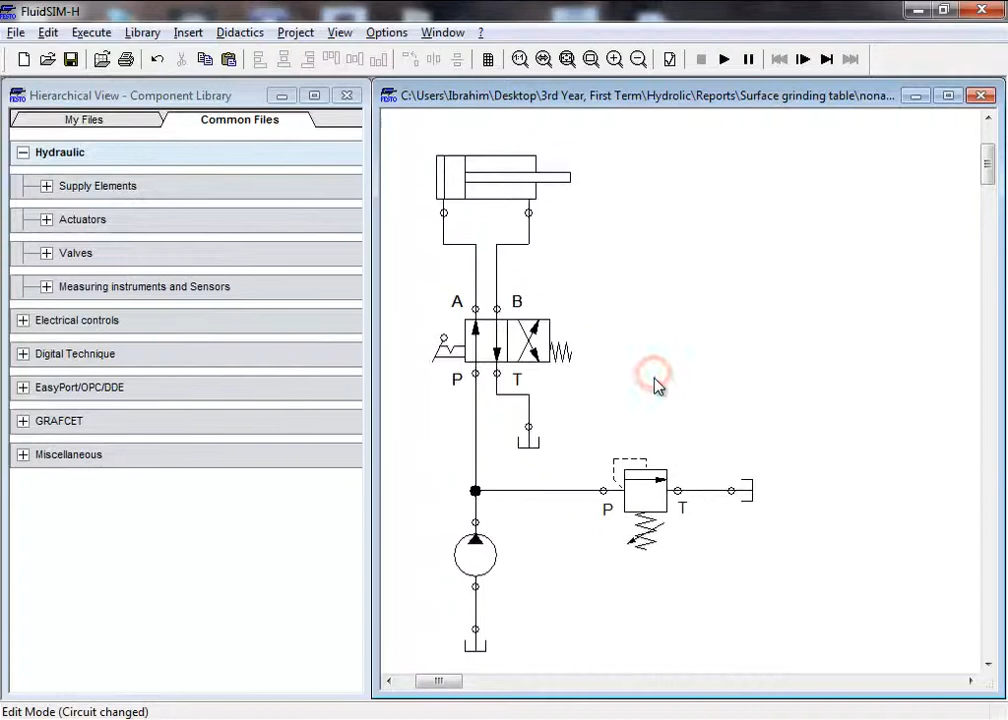 FluidSIM-H
File Edit Execute Library Insert Didactics Project View Options Window ?
Hierarchical View - Component Library
My Files Common Files
Hydraulic
Supply Elements
Actuators
Valves
Measuring instruments and Sensors
Electrical controls
Digital Technique
EasyPort/OPC/DDE
GRAFCET
Miscellaneous
C:\Users\Ibrahim\Desktop\3rd Year, First Term\Hydrolic\Reports\Surface grinding table\nona...
A B
P T
P T
Edit Mode (Circuit changed)